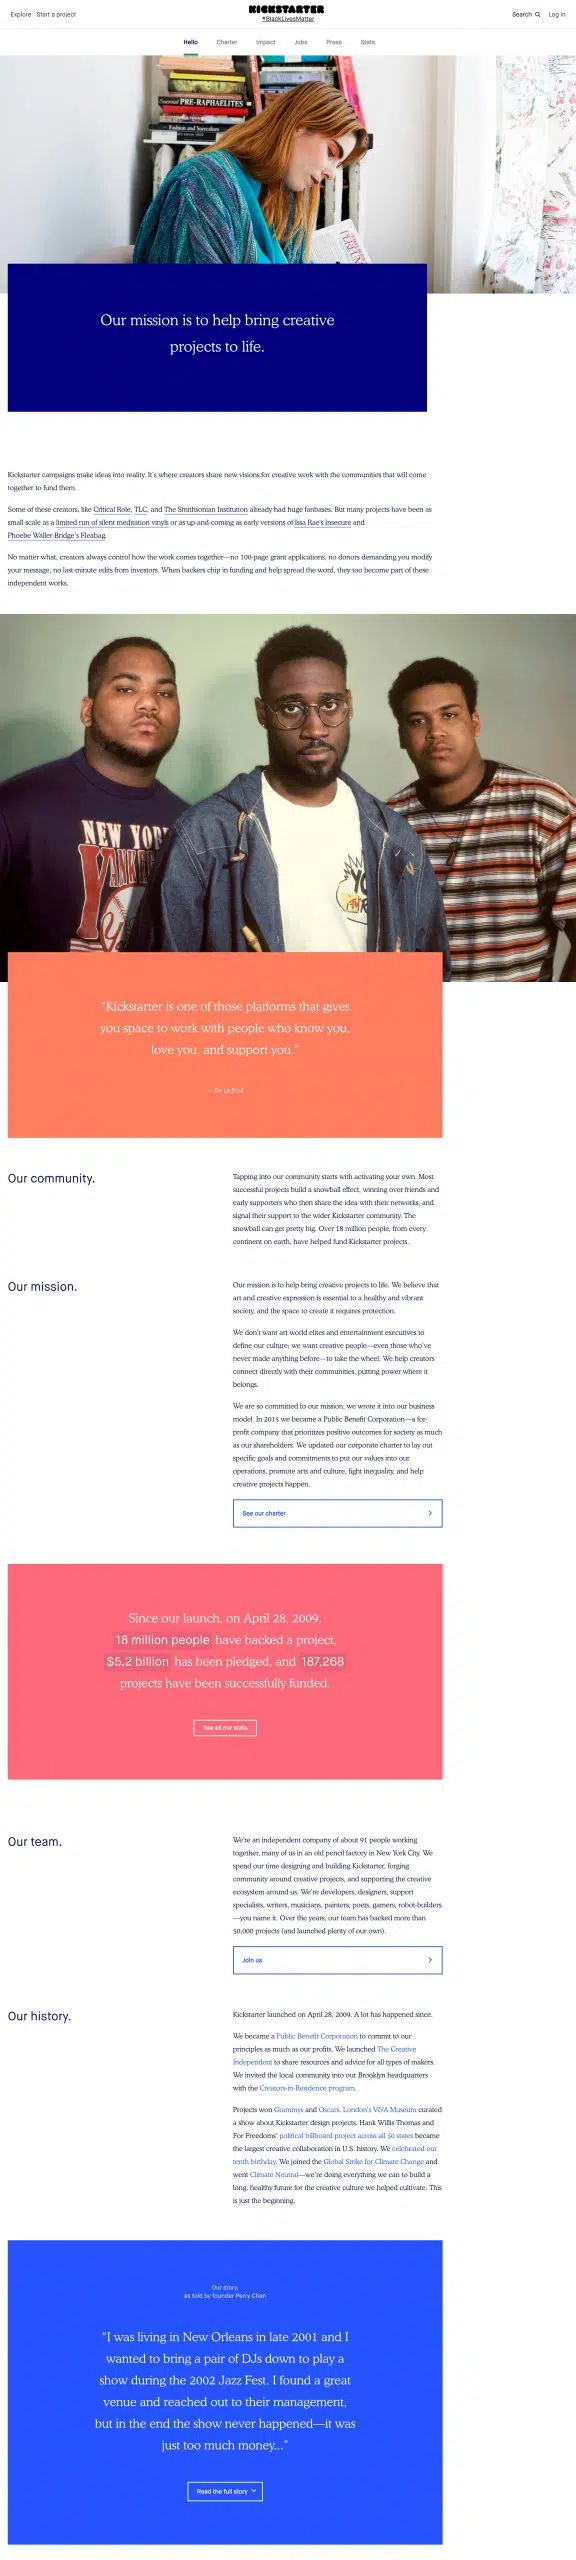 Explore Start a project
KICKSTARTER
#BlackLivesMatter
Search Log in
Hello Charter Impact Jobs Press Stats
Essential PRE-RAPHAELITES
Fashion and Surrealism
Our mission is to help bring creative
projects to life.
Kickstarter campaigns make ideas into reality. It's where creators share new visions for creative work with the communities that will come
together to fund them.
Some of these creators, like Critical Role, TLC, and The Smithsonian Institution already had huge fanbases. But many projects have been as
small-scale as a limited run of silent meditation vinyls or as up-and-coming as early versions of Issa Rae's Insecure and
Phoebe Waller-Bridge's Fleabag.
No matter what, creators always control how the work comes together—no 100-page grant applications, no donors demanding you modify
your message, no last-minute edits from investors. When backers chip in funding and help spread the word, they too become part of these
independent works.
NEW YORK
YANKEES
"Kickstarter is one of those platforms that gives
you space to work with people who know you,
love you, and support you."
— De La Soul
Our community.
Tapping into our community starts with activating your own. Most
successful projects build a snowball effect, winning over friends and
early supporters who then share the idea with their networks, and
signal their support to the wider Kickstarter community. The
snowball can get pretty big. Over 18 million people, from every
continent on earth, have helped fund Kickstarter projects.
Our mission.
Our mission is to help bring creative projects to life. We believe that
art and creative expression is essential to a healthy and vibrant
society, and the space to create it requires protection.
We don't want art world elites and entertainment executives to
define our culture; we want creative people—even those who've
never made anything before—to take the wheel. We help creators
connect directly with their communities, putting power where it
belongs.
We are so committed to our mission, we wrote it into our business
model. In 2015 we became a Public Benefit Corporation—a for-
profit company that prioritizes positive outcomes for society as much
as our shareholders. We updated our corporate charter to lay out
specific goals and commitments to put our values into our
operations, promote arts and culture, fight inequality, and help
creative projects happen.
See our charter
Since our launch, on April 28, 2009,
18 million people have backed a project,
$5.2 billion has been pledged, and 187,268
projects have been successfully funded.
See all our stats
Our team.
We're an independent company of about 91 people working
together, many of us in an old pencil factory in New York City. We
spend our time designing and building Kickstarter, forging
community around creative projects, and supporting the creative
ecosystem around us. We're developers, designers, support
specialists, writers, musicians, painters, poets, gamers, robot-builders
—you name it. Over the years, our team has backed more than
50,000 projects (and launched plenty of our own).
Join us
Our history.
Kickstarter launched on April 28, 2009. A lot has happened since.
We became a Public Benefit Corporation to commit to our
principles as much as our profits. We launched The Creative
Independent to share resources and advice for all types of makers.
We invited the local community into our Brooklyn headquarters
with the Creators-in-Residence program.
Projects won Grammys and Oscars. London's V&A Museum curated
a show about Kickstarter design projects. Hank Willis Thomas and
For Freedoms' political billboard project across all 50 states became
the largest creative collaboration in U.S. history. We celebrated our
tenth birthday. We joined the Global Strike for Climate Change and
went Climate Neutral—we're doing everything we can to build a
long, healthy future for the creative culture we helped cultivate. This
is just the beginning.
Our story,
as told by founder Perry Chen
"I was living in New Orleans in late 2001 and I
wanted to bring a pair of DJs down to play a
show during the 2002 Jazz Fest. I found a great
venue and reached out to their management,
but in the end the show never happened—it was
just too much money..."
Read the full story